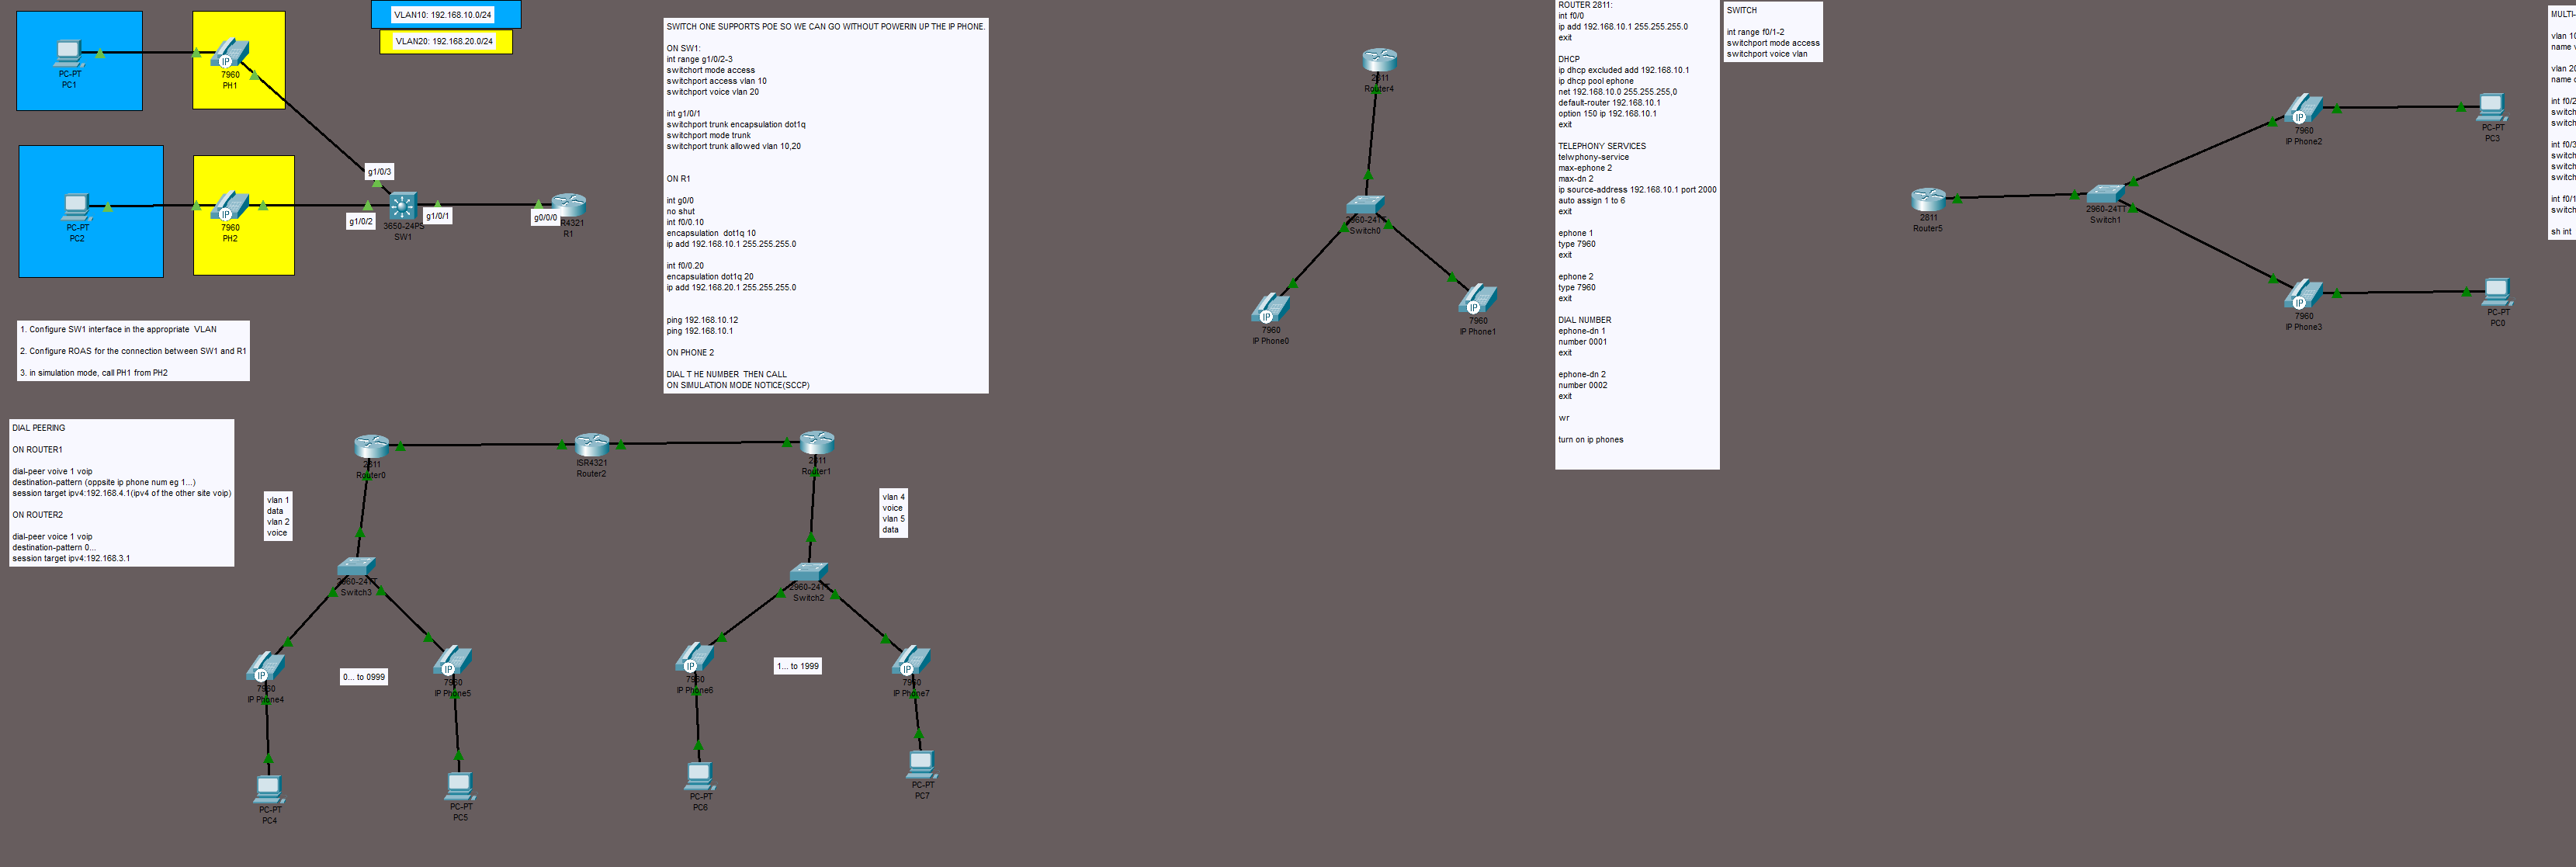 VLAN10: 192.168.10.0/24
VLAN20: 192.168.20.0/24
PC-PT
PC1
IP
7960
PH1
PC-PT
PC2
IP
7960
PH2
g1/0/3
g1/0/2
g1/0/1
g0/0/0
3650-24PS
SW1
R4321
R1
1. Configure SW1 interface in the appropriate VLAN
2. Configure ROAS for the connection between SW1 and R1
3. in simulation mode, call PH1 from PH2
SWITCH ONE SUPPORTS POE SO WE CAN GO WITHOUT POWERIN UP THE IP PHONE.
ON SW1:
int range g1/0/2-3
switchort mode access
switchport access vlan 10
switchport voice vlan 20
int g1/0/1
switchport trunk encapsulation dot1q
switchport mode trunk
switchport trunk allowed vlan 10,20
ON R1
int g0/0
no shut
int f0/0.10
encapsulation dot1q 10
ip add 192.168.10.1 255.255.255.0
int f0/0.20
encapsulation dot1q 20
ip add 192.168.20.1 255.255.255.0
ping 192.168.10.12
ping 192.168.10.1
ON PHONE 2
DIAL T HE NUMBER THEN CALL
ON SIMULATION MODE NOTICE(SCCP)
2811
Router4
2960-24TT
Switch0
IP
7960
IP Phone0
IP
7960
IP Phone1
ROUTER 2811:
int f0/0
ip add 192.168.10.1 255.255.255.0
exit
DHCP
ip dhcp excluded add 192.168.10.1
ip dhcp pool ephone
net 192.168.10.0 255.255.255,0
default-router 192.168.10.1
option 150 ip 192.168.10.1
exit
TELEPHONY SERVICES
telwphony-service
max-ephone 2
max-dn 2
ip source-address 192.168.10.1 port 2000
auto assign 1 to 6
exit
ephone 1
type 7960
exit
ephone 2
type 7960
exit
DIAL NUMBER
ephone-dn 1
number 0001
exit
ephone-dn 2
number 0002
exit
wr
turn on ip phones
SWITCH
int range f0/1-2
switchport mode access
switchport voice vlan
2811
Router5
2960-24TT
Switch1
IP
7960
IP Phone2
PC-PT
PC3
IP
7960
IP Phone3
PC-PT
PC0
MULTI-
vlan 10
name
vlan 20
name
int f0/2
switch
switch
int f0/3
switch
switch
switch
int f0/1
switch
sh int
DIAL PEERING
ON ROUTER1
dial-peer voive 1 voip
destination-pattern (oppsite ip phone num eg 1...)
session target ipv4:192.168.4.1(ipv4 of the other site voip)
ON ROUTER2
dial-peer voice 1 voip
destination-pattern 0...
session target ipv4:192.168.3.1
2811
Router0
ISR4321
Router2
2811
Router1
vlan 1
data
vlan 2
voice
vlan 4
voice
vlan 5
data
2960-24TT
Switch3
2960-24TT
Switch2
IP
7960
IP Phone4
0... to 0999
IP
7960
IP Phone5
IP
7960
IP Phone6
1... to 1999
IP
7960
IP Phone7
PC-PT
PC4
PC-PT
PC5
PC-PT
PC6
PC-PT
PC7